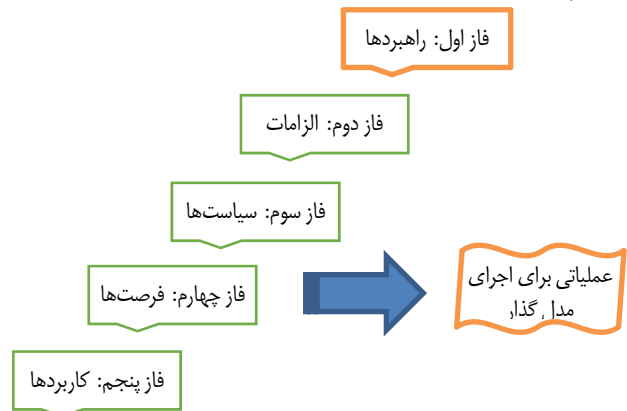 فاز اول: راهبردها
فاز دوم: الزامات
فاز سوم: سیاست‌ها
فاز چهارم: فرصت‌ها
عملیاتی برای اجرای
مدل گذار
فاز پنجم: کاربردها